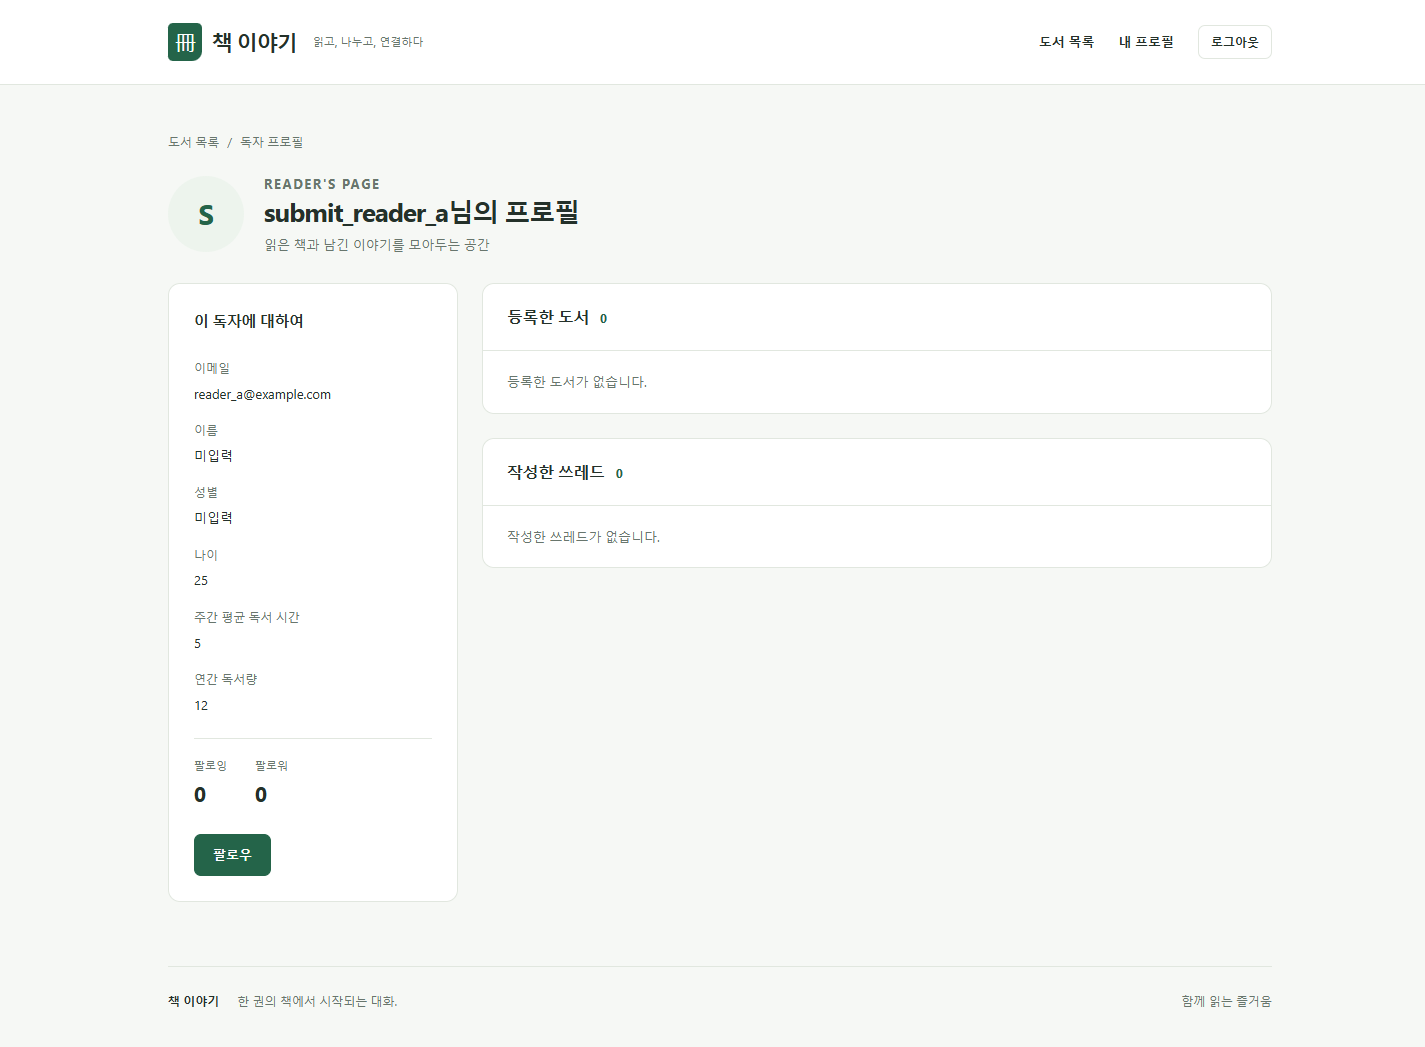 冊 책 이야기 읽고, 나누고, 연결하다 도서 목록 내 프로필 로그아웃
도서 목록 / 독자 프로필
S
READER'S PAGE
submit_reader_a님의 프로필
읽은 책과 남긴 이야기를 모아두는 공간
이 독자에 대하여
이메일
reader_a@example.com
이름
미입력
성별
미입력
나이
25
주간 평균 독서 시간
5
연간 독서량
12
팔로잉 팔로워
0 0
팔로우
등록한 도서 0
등록한 도서가 없습니다.
작성한 쓰레드 0
작성한 쓰레드가 없습니다.
책 이야기 한 권의 책에서 시작되는 대화. 함께 읽는 즐거움